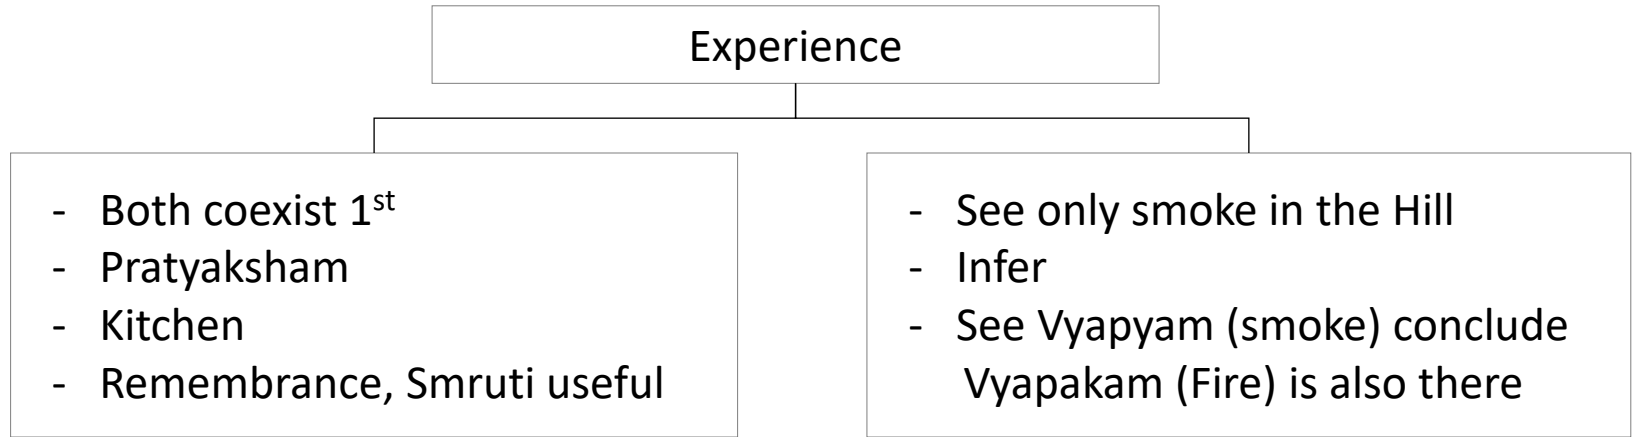 Experience
- Both coexist 1st
- Pratyaksham
- Kitchen
- Remembrance, Smruti useful
- See only smoke in the Hill
- Infer
- See Vyapyam (smoke) conclude
Vyapakam (Fire) is also there